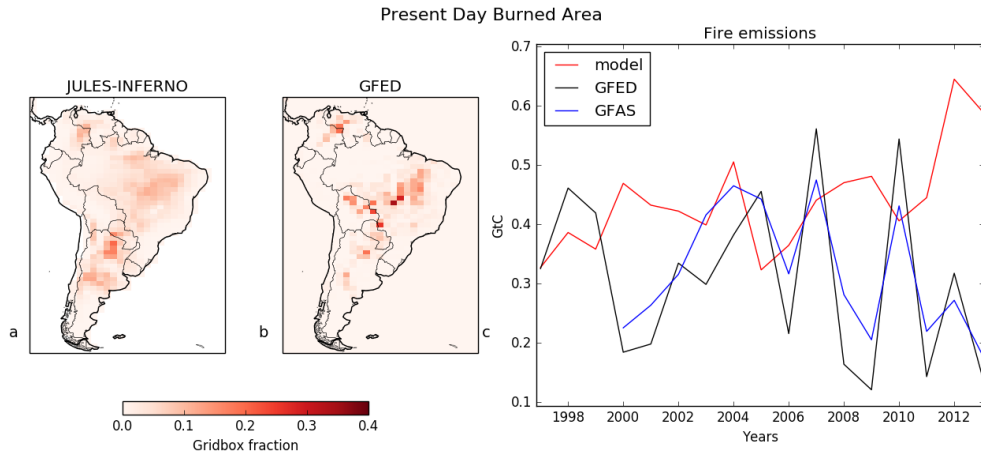 Present Day Burned Area
JULES-INFERNO
GFED
a
b
0.0 0.1 0.2 0.3 0.4
Gridbox fraction
Fire emissions
c
0.7
0.6
0.5
0.4
0.3
0.2
0.1
GtC
model
GFED
GFAS
1998 2000 2002 2004 2006 2008 2010 2012
Years